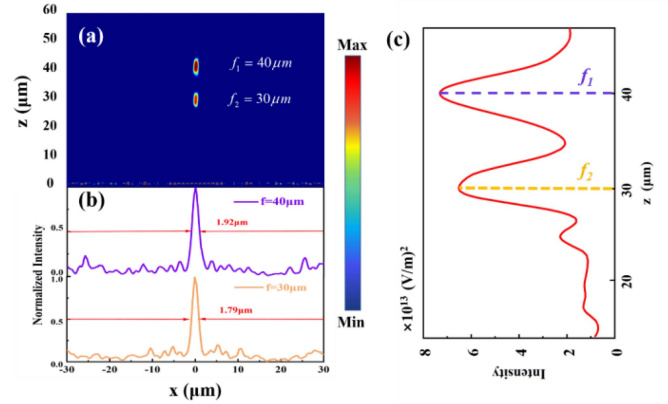 (a)
60
50
40
30
20
10
0
z (μm)
f₁ = 40μm
f₂ = 30μm
Max
Min
(b)
Normalized Intensity
0.5
0.0
1.0
0.5
0.0
f=40μm
1.92μm
f=30μm
1.79μm
-30 -20 -10 0 10 20 30
x (μm)
(c)
f₁
f₂
40
30
20
z (μm)
×10¹³ (V/m)²
8 6 4 2 0
Intensity